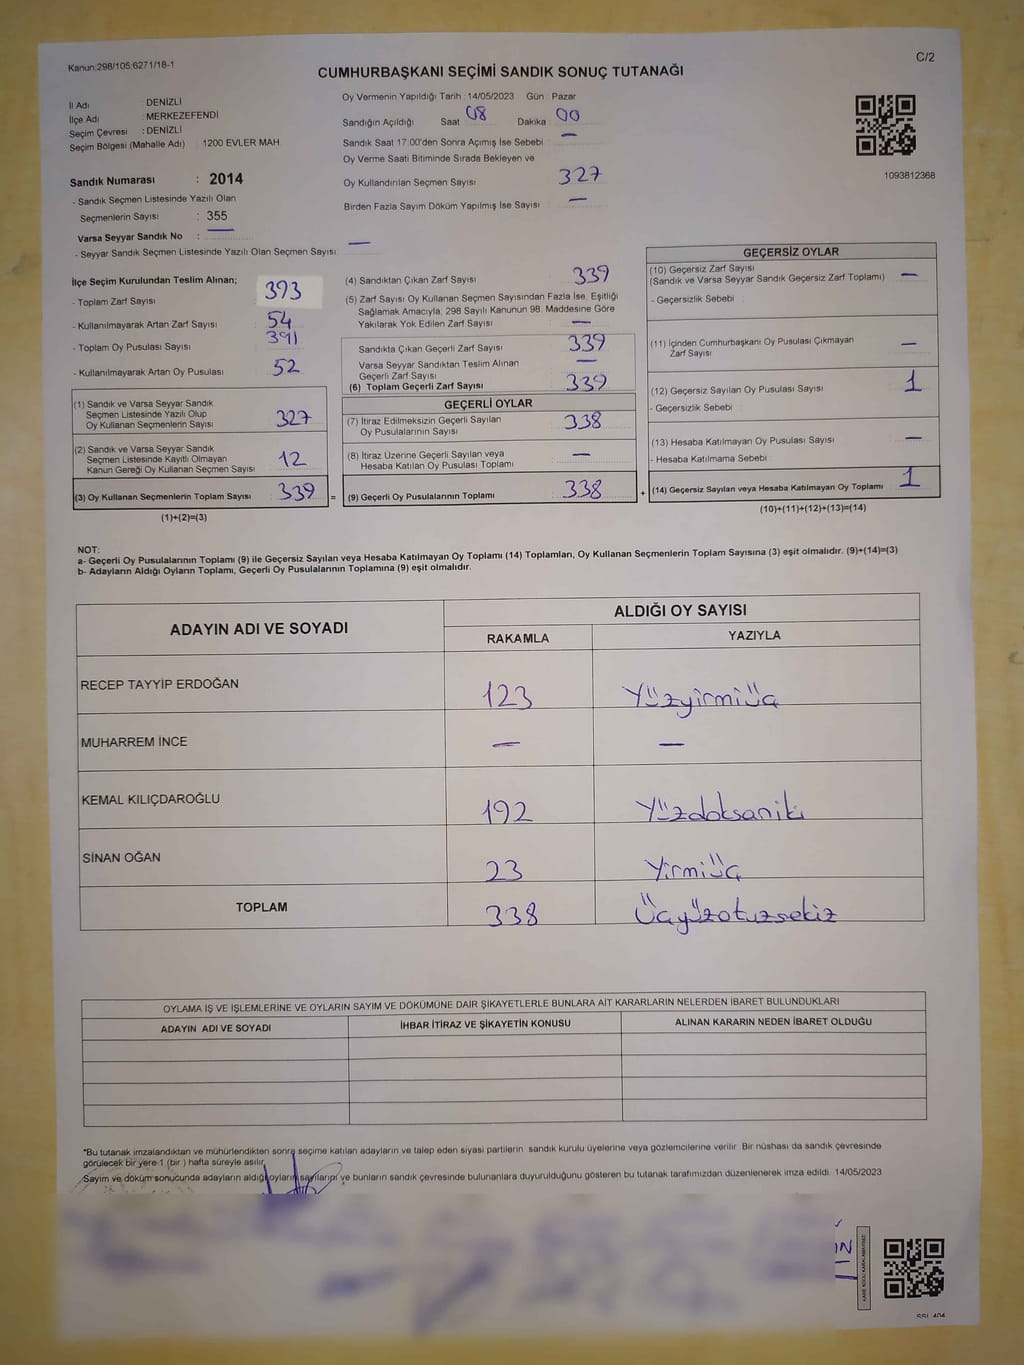 Kanun:298/105:6271/18-1
C/2
CUMHURBAŞKANI SEÇİMİ SANDIK SONUÇ TUTANAĞI
İl Adı DENİZLİ
İlçe Adı : MERKEZEFENDİ
Seçim Çevresi : DENİZLİ
Seçim Bölgesi (Mahalle Adı) : 1200 EVLER MAH.
Sandık Numarası : 2014
- Sandık Seçmen Listesinde Yazılı Olan
Seçmenlerin Sayısı : 355
Varsa Seyyar Sandık No : —
- Seyyar Sandık Seçmen Listesinde Yazılı Olan Seçmen Sayısı: —
Oy Vermenin Yapıldığı Tarih : 14/05/2023 Gün : Pazar
Sandığın Açıldığı Saat 08 Dakika : 00
Sandık Saat 17:00'den Sonra Açımış İse Sebebi : —
Oy Verme Saati Bitiminde Sırada Bekleyen ve
Oy Kullandırılan Seçmen Sayısı 327
Birden Fazla Sayım Döküm Yapılmış İse Sayısı : —
1093812368
İlçe Seçim Kurulundan Teslim Alınan;
- Toplam Zarf Sayısı : 393
- Kullanılmayarak Artan Zarf Sayısı : 54
- Toplam Oy Pusulası Sayısı : 391
- Kullanılmayarak Artan Oy Pusulası : 52
(1) Sandık ve Varsa Seyyar Sandık
Seçmen Listesinde Yazılı Olup
Oy Kullanan Seçmenlerin Sayısı : 327
(2) Sandık ve Varsa Seyyar Sandık
Seçmen Listesinde Kayıtlı Olmayan
Kanun Gereği Oy Kullanan Seçmen Sayısı : 12
(3) Oy Kullanan Seçmenlerin Toplam Sayısı : 339 =
(1)+(2)=(3)
(4) Sandıktan Çıkan Zarf Sayısı : 339
(5) Zarf Sayısı Oy Kullanan Seçmen Sayısından Fazla İse, Eşitliği
Sağlamak Amacıyla; 298 Sayılı Kanunun 98. Maddesine Göre
Yakılarak Yok Edilen Zarf Sayısı : —
Sandıkta Çıkan Geçerli Zarf Sayısı : 339
Varsa Seyyar Sandıktan Teslim Alınan
Geçerli Zarf Sayısı : —
(6) Toplam Geçerli Zarf Sayısı : 339
GEÇERLİ OYLAR
(7) İtiraz Edilmeksizin Geçerli Sayılan
Oy Pusulalarının Sayısı : 338
(8) İtiraz Üzerine Geçerli Sayılan veya
Hesaba Katılan Oy Pusulası Toplamı : —
(9) Geçerli Oy Pusulalarının Toplamı : 338 +
GEÇERSİZ OYLAR
(10) Geçersiz Zarf Sayısı
(Sandık ve Varsa Seyyar Sandık Geçersiz Zarf Toplamı) : —
- Geçersizlik Sebebi :
(11) İçinden Cumhurbaşkanı Oy Pusulası Çıkmayan
Zarf Sayısı : —
(12) Geçersiz Sayılan Oy Pusulası Sayısı : 1
- Geçersizlik Sebebi :
(13) Hesaba Katılmayan Oy Pusulası Sayısı : —
- Hesaba Katılmama Sebebi :
(14) Geçersiz Sayılan veya Hesaba Katılmayan Oy Toplamı : 1
(10)+(11)+(12)+(13)=(14)
NOT:
a- Geçerli Oy Pusulalarının Toplamı (9) ile Geçersiz Sayılan veya Hesaba Katılmayan Oy Toplamı (14) Toplamları, Oy Kullanan Seçmenlerin Toplam Sayısına (3) eşit olmalıdır. (9)+(14)=(3)
b- Adayların Aldığı Oyların Toplamı, Geçerli Oy Pusulalarının Toplamına (9) eşit olmalıdır.
ADAYIN ADI VE SOYADI ALDIĞI OY SAYISI
RAKAMLA YAZIYLA
RECEP TAYYİP ERDOĞAN 123 Yüzyirmiüç
MUHARREM İNCE — —
KEMAL KILIÇDAROĞLU 192 Yüzdoksaniki
SİNAN OĞAN 23 Yirmiüç
TOPLAM 338 Üçyüzotuzsekiz
OYLAMA İŞ VE İŞLEMLERİNE VE OYLARIN SAYIM VE DÖKÜMÜNE DAİR ŞİKAYETLERLE BUNLARA AİT KARARLARIN NELERDEN İBARET BULUNDUKLARI
ADAYIN ADI VE SOYADI İHBAR İTİRAZ VE ŞİKAYETİN KONUSU ALINAN KARARIN NEDEN İBARET OLDUĞU
*Bu tutanak imzalandıktan ve mühürlendikten sonra seçime katılan adayların ve talep eden siyasi partilerin sandık kurulu üyelerine veya gözlemcilerine verilir. Bir nüshası da sandık çevresinde
görülecek bir yere 1 (bir ) hafta süreyle asılır.
Sayım ve döküm sonucunda adayların aldığı oyların sayılarını ve bunların sandık çevresinde bulunanlara duyurulduğunu gösteren bu tutanak tarafımızdan düzenlenerek imza edildi. 14/05/2023